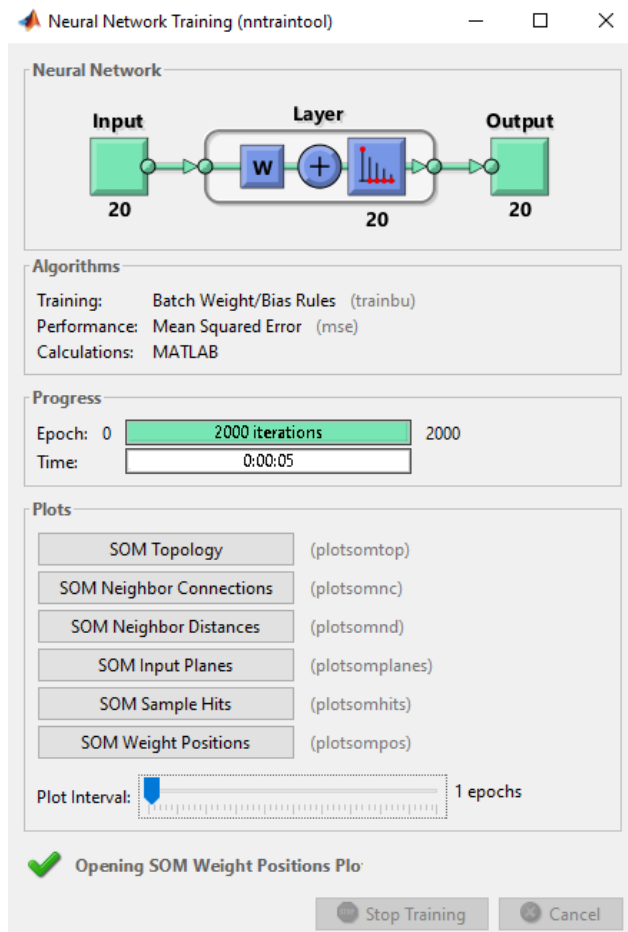 Neural Network Training (nntraintool)
Neural Network
Input Layer Output
W +
20 20 20
Algorithms
Training: Batch Weight/Bias Rules (trainbu)
Performance: Mean Squared Error (mse)
Calculations: MATLAB
Progress
Epoch: 0 2000 iterations 2000
Time: 0:00:05
Plots
SOM Topology (plotsomtop)
SOM Neighbor Connections (plotsomnc)
SOM Neighbor Distances (plotsomnd)
SOM Input Planes (plotsomplanes)
SOM Sample Hits (plotsomhits)
SOM Weight Positions (plotsompos)
Plot Interval: 1 epochs
Opening SOM Weight Positions Plo
Stop Training Cancel